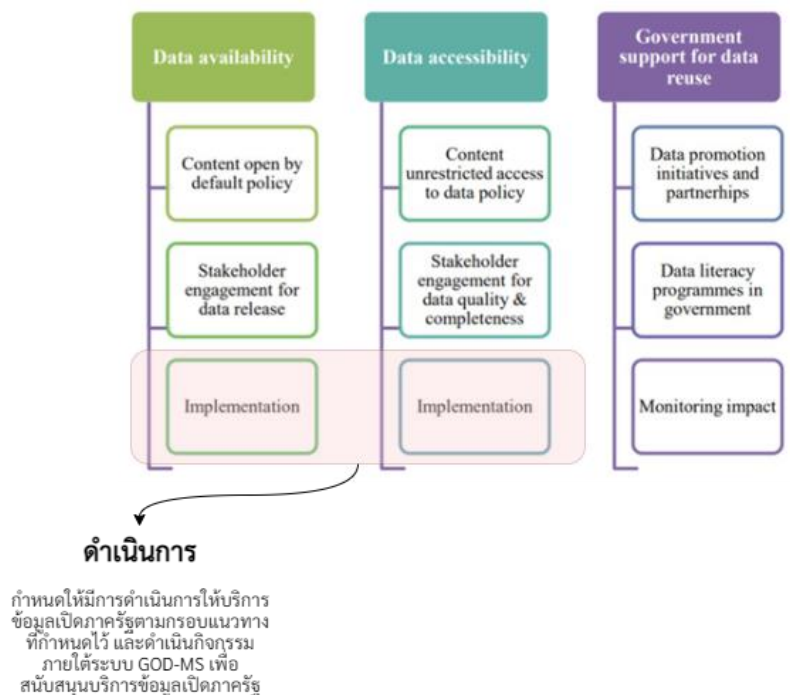 Data availability
Data accessibility
Government
support for data
reuse
Content open by
default policy
Content
unrestricted access
to data policy
Data promotion
initiatives and
partnerhips
Stakeholder
engagement for
data release
Stakeholder
engagement for
data quality &
completeness
Data literacy
programmes in
government
Implementation
Implementation
Monitoring impact
ดำเนินการ
กำหนดให้มีการดำเนินการให้บริการ
ข้อมูลเปิดภาครัฐตามกรอบแนวทาง
ที่กำหนดไว้ และดำเนินกิจกรรม
ภายใต้ระบบ GOD-MS เพื่อ
สนับสนุนบริการข้อมูลเปิดภาครัฐ